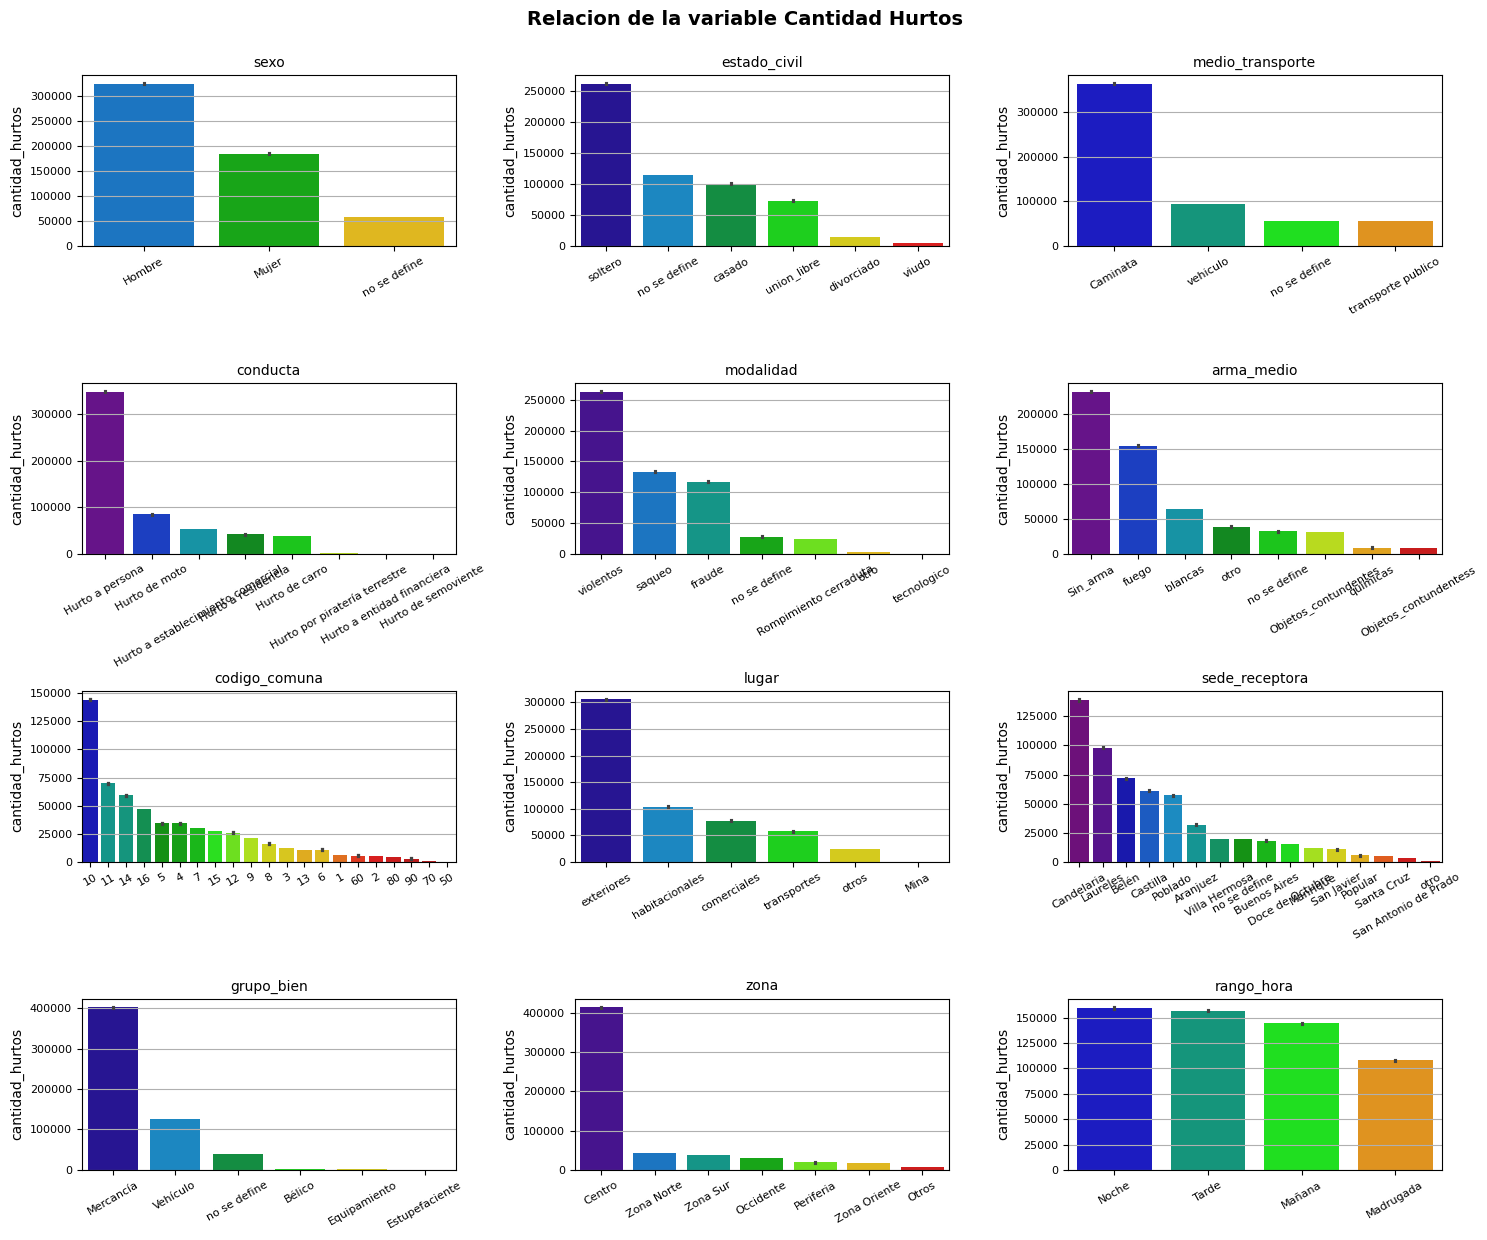 Relacion de la variable Cantidad Hurtos
sexo
cantidad_hurtos
300000
250000
200000
150000
100000
50000
0
Hombre
Mujer
no se define
estado_civil
cantidad_hurtos
250000
200000
150000
100000
50000
0
soltero
no se define
casado
union_libre
divorciado
viudo
medio_transporte
cantidad_hurtos
300000
200000
100000
0
Caminata
vehiculo
no se define
transporte publico
conducta
cantidad_hurtos
300000
200000
100000
0
Hurto a persona
Hurto de moto
Hurto a establecimiento comercial
Hurto a residencia
Hurto de carro
Hurto por piratería terrestre
Hurto a entidad financiera
Hurto de semoviente
modalidad
cantidad_hurtos
250000
200000
150000
100000
50000
0
violentos
saqueo
fraude
no se define
Rompimiento cerraduta
otro
tecnologico
arma_medio
cantidad_hurtos
200000
150000
100000
50000
0
Sin_arma
fuego
blancas
otro
no se define
Objetos_contundentes
quimicas
Objetos_contundentess
codigo_comuna
cantidad_hurtos
150000
125000
100000
75000
50000
25000
0
10
11
14
16
5
4
7
15
12
9
8
3
13
6
1
60
2
80
90
70
50
lugar
cantidad_hurtos
300000
250000
200000
150000
100000
50000
0
exteriores
habitacionales
comerciales
transportes
otros
Mina
sede_receptora
cantidad_hurtos
125000
100000
75000
50000
25000
0
Candelaria
Laureles
Belén
Castilla
Poblado
Aranjuez
Villa Hermosa
no se define
Buenos Aires
Doce de Octubre
Manrique
San Javier
Popular
Santa Cruz
San Antonio de Prado
otro
grupo_bien
cantidad_hurtos
400000
300000
200000
100000
0
Mercancía
Vehículo
no se define
Bélico
Equipamiento
Estupefaciente
zona
cantidad_hurtos
400000
300000
200000
100000
0
Centro
Zona Norte
Zona Sur
Occidente
Periferia
Zona Oriente
Otros
rango_hora
cantidad_hurtos
150000
125000
100000
75000
50000
25000
0
Noche
Tarde
Mañana
Madrugada